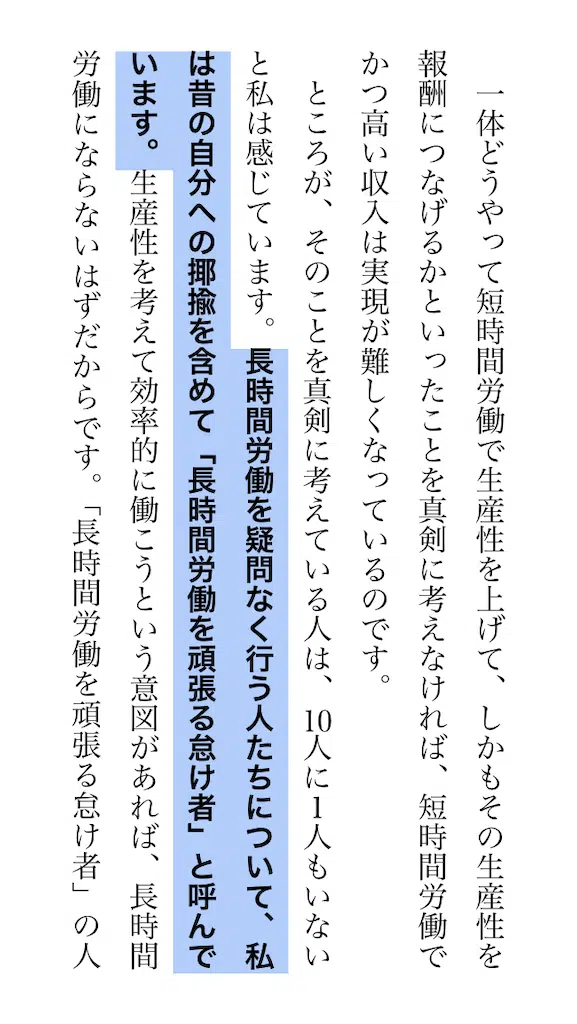 一体どうやって短時間労働で生産性を上げて、しかもその生産性を
報酬につなげるかといったことを真剣に考えなければ、短時間労働で
かつ高い収入は実現が難しくなっているのです。
ところが、そのことを真剣に考えている人は、10人に1人もいない
と私は感じています。長時間労働を疑問なく行う人たちについて、私
は昔の自分への揶揄を含めて「長時間労働を頑張る怠け者」と呼んで
います。生産性を考えて効率的に働こうという意図があれば、長時間
労働にならないはずだからです。「長時間労働を頑張る怠け者」の人